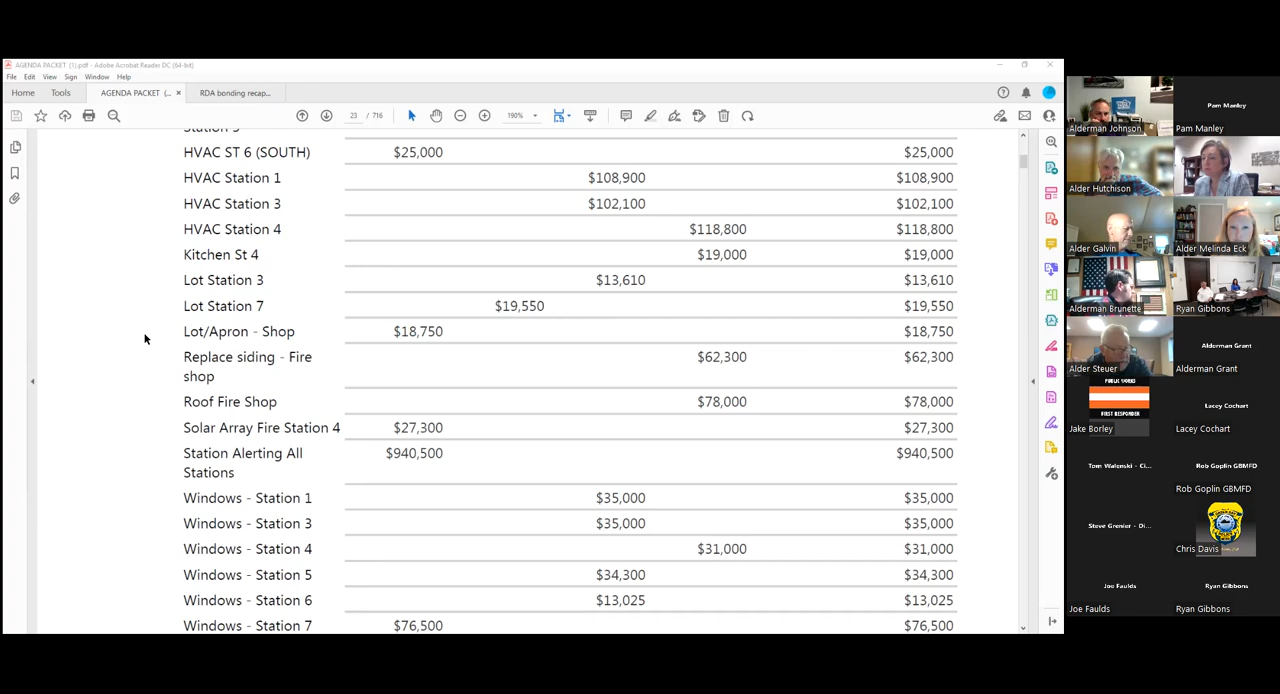 AGENDA PACKET (1).pdf - Adobe Acrobat Reader DC (64-bit)
File Edit View Sign Window Help
Home Tools AGENDA PACKET (... × RDA bonding recap...
23 / 716 190%
HVAC ST 6 (SOUTH) $25,000 $25,000
HVAC Station 1 $108,900 $108,900
HVAC Station 3 $102,100 $102,100
HVAC Station 4 $118,800 $118,800
Kitchen St 4 $19,000 $19,000
Lot Station 3 $13,610 $13,610
Lot Station 7 $19,550 $19,550
Lot/Apron - Shop $18,750 $18,750
Replace siding - Fire $62,300 $62,300
shop
Roof Fire Shop $78,000 $78,000
Solar Array Fire Station 4 $27,300 $27,300
Station Alerting All $940,500 $940,500
Stations
Windows - Station 1 $35,000 $35,000
Windows - Station 3 $35,000 $35,000
Windows - Station 4 $31,000 $31,000
Windows - Station 5 $34,300 $34,300
Windows - Station 6 $13,025 $13,025
Windows - Station 7 $76,500 $76,500
Alderman Johnson
Pam Manley
Pam Manley
Alder Hutchison
Alder Galvin
Alder Melinda Eck
Alderman Brunette
Ryan Gibbons
Alder Steuer
Alderman Grant
Alderman Grant
PUBLIC WORKS
FIRST RESPONDER
Jake Borley
Lacey Cochart
Lacey Cochart
Tom Walenski - Ci...
Rob Goplin GBMFD
Rob Goplin GBMFD
Steve Grenier - Di...
Chris Davis
Joe Faulds
Joe Faulds
Ryan Gibbons
Ryan Gibbons